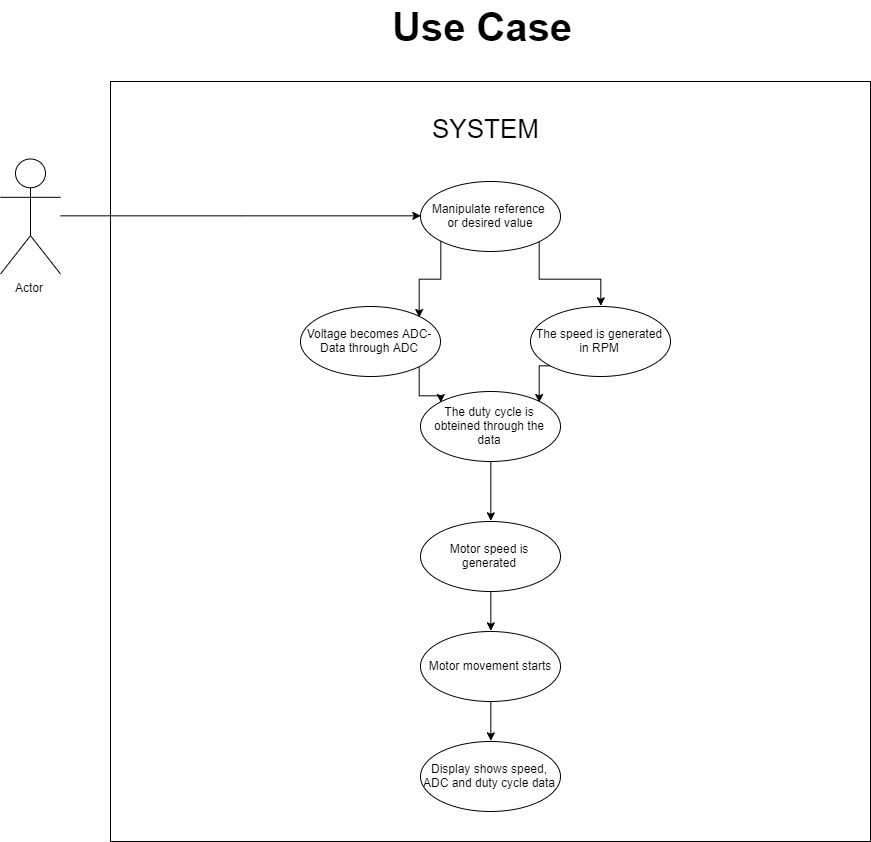 Use Case
SYSTEM
Actor
Manipulate reference
or desired value
Voltage becomes ADC-
Data through ADC
The speed is generated
in RPM
The duty cycle is
obteined through the
data
Motor speed is
generated
Motor movement starts
Display shows speed,
ADC and duty cycle data